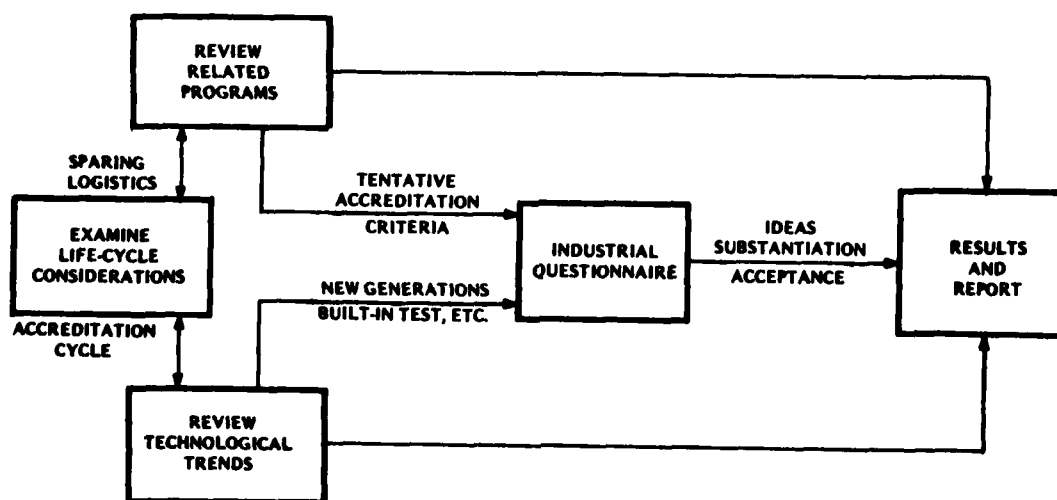 REVIEW
RELATED
PROGRAMS
SPARING
LOGISTICS
EXAMINE
LIFE-CYCLE
CONSIDERATIONS
ACCREDITATION
CYCLE
REVIEW
TECHNOLOGICAL
TRENDS
TENTATIVE
ACCREDITATION
CRITERIA
NEW GENERATIONS
BUILT-IN TEST, ETC.
INDUSTRIAL
QUESTIONNAIRE
IDEAS
SUBSTANTIATION
ACCEPTANCE
RESULTS
AND
REPORT